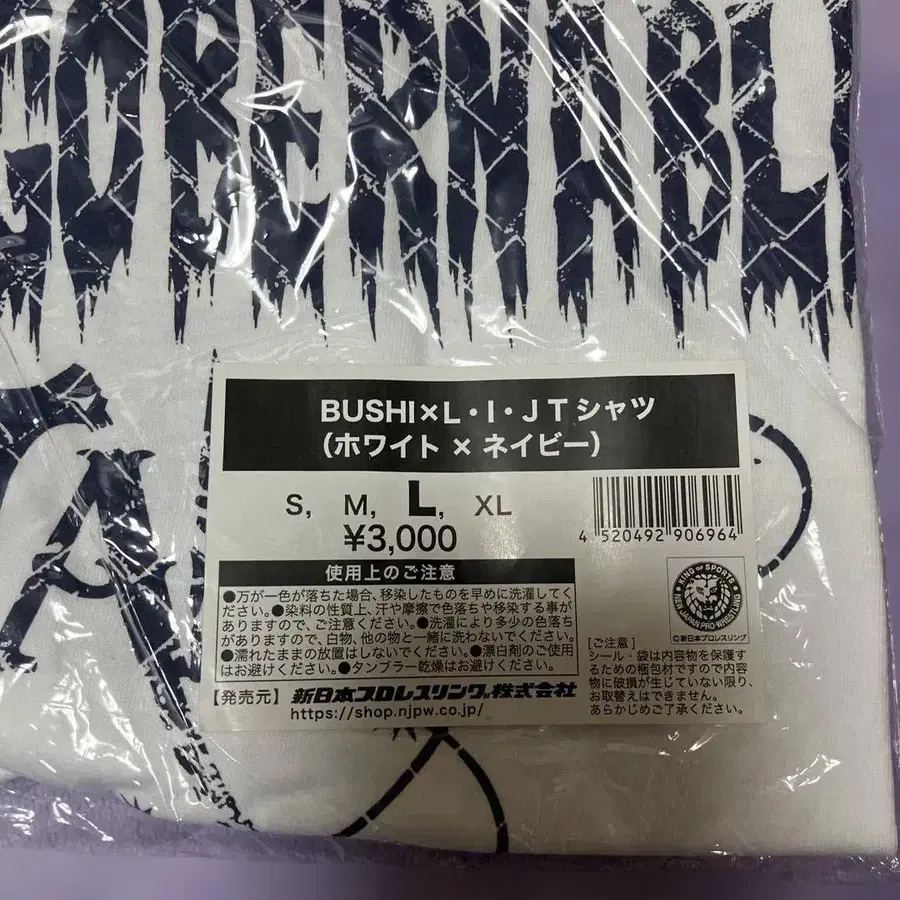 BUSHI×L・I・J Tシャツ
(ホワイト × ネイビー)
S, M, L, XL
¥3,000
4 520492 906964
使用上のご注意
●万が一色が落ちた場合、移染したものを早めに洗濯してく
ださい。●染料の性質上、汗や摩擦で色落ちや移染する事が
ありますので、ご注意ください。●洗濯により多少の色落ち
がありますので、白物、他の物と一緒に洗わないでください。
●濡れたままの放置はしないでください。●漂白剤のご使用
はお避けください。●タンブラー乾燥はお避けください。
【発売元】新日本プロレスリング株式会社
https://shop.njpw.co.jp/
KING OF SPORTS
NEW JAPAN PRO-WRESTLING
©新日本プロレスリング
[ご注意]
シール・袋は内容物を保護す
るための梱包材ですので内容
物に破損が生じていない限り、
お取替えはできません。
あらかじめご了承ください。